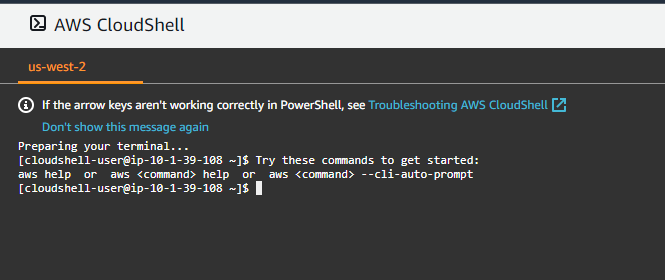 AWS CloudShell
us-west-2
If the arrow keys aren't working correctly in PowerShell, see Troubleshooting AWS CloudShell
Don't show this message again
Preparing your terminal...
[cloudshell-user@ip-10-1-39-108 ~]$ Try these commands to get started:
aws help  or  aws <command> help  or  aws <command> --cli-auto-prompt
[cloudshell-user@ip-10-1-39-108 ~]$